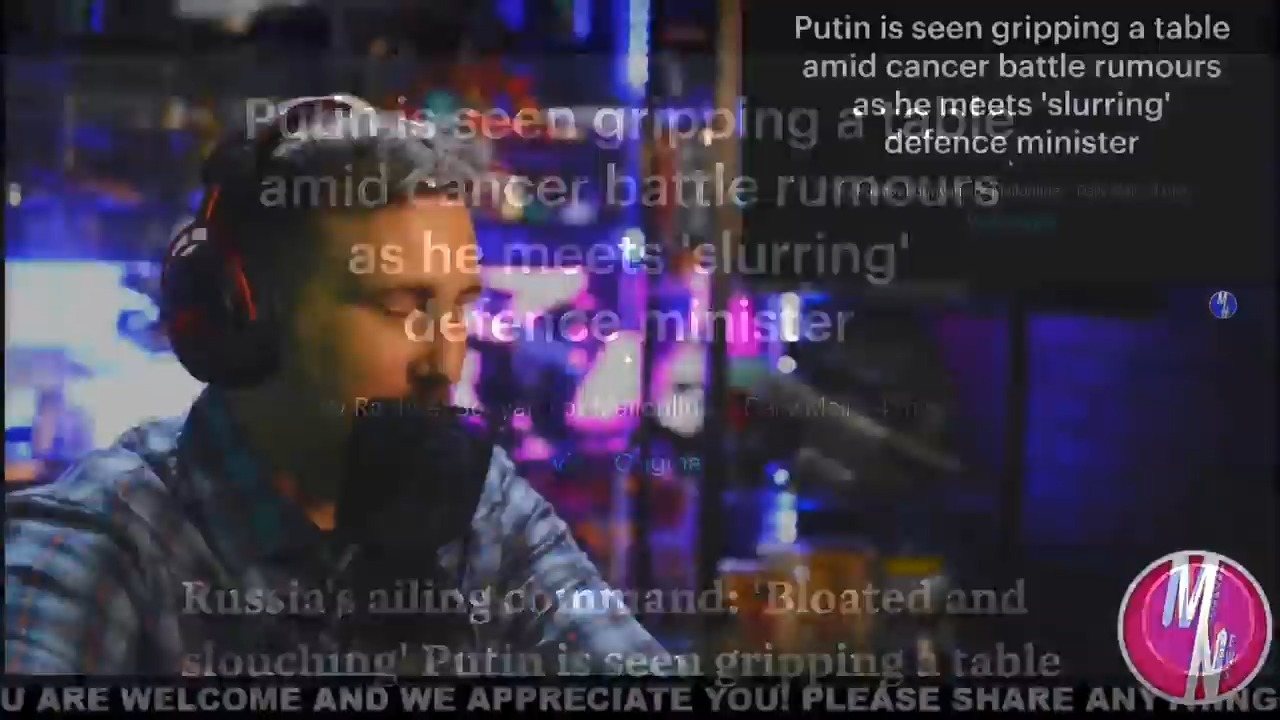 Putin is seen gripping a table
amid cancer battle rumours
as he meets 'slurring'
defence minister
Putin is seen gripping a table
amid cancer battle rumours
as he meets 'slurring'
defence minister
Russia's ailing command: 'Bloated and
slouching' Putin is seen gripping a table
U ARE WELCOME AND WE APPRECIATE YOU! PLEASE SHARE ANYTHING